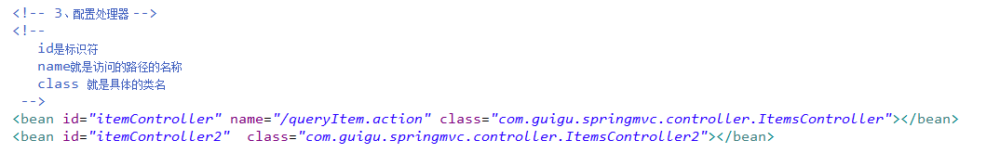 <!-- 3、配置处理器 -->
<!--
id是标识符
name就是访问的路径的名称
class 就是具体的类名
-->
<bean id="itemController" name="/queryItem.action" class="com.guigu.springmvc.controller.ItemsController"></bean>
<bean id="itemController2"  class="com.guigu.springmvc.controller.ItemsController2"></bean>